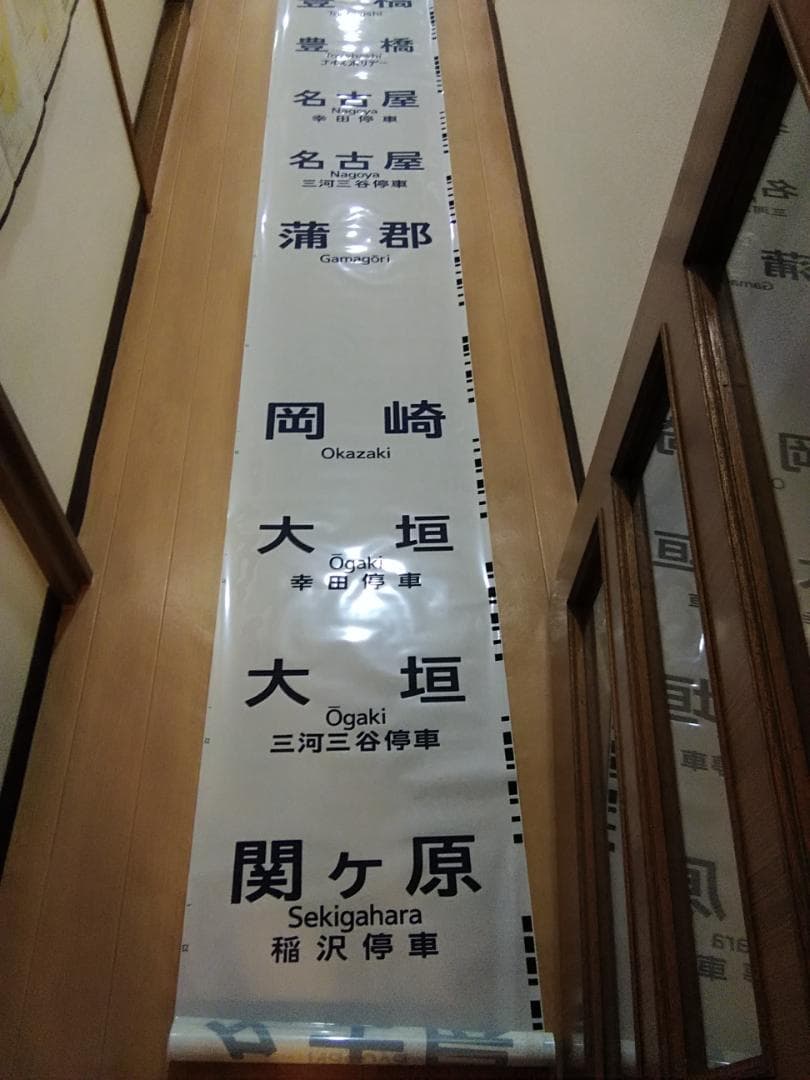 豊橋
豊橋
Toyohashi
ナイスホリデー
名古屋
Nagoya
幸田停車
名古屋
Nagoya
三河三谷停車
蒲郡
Gamagōri
岡崎
Okazaki
大垣
Ōgaki
幸田停車
大垣
Ōgaki
三河三谷停車
関ヶ原
Sekigahara
稲沢停車